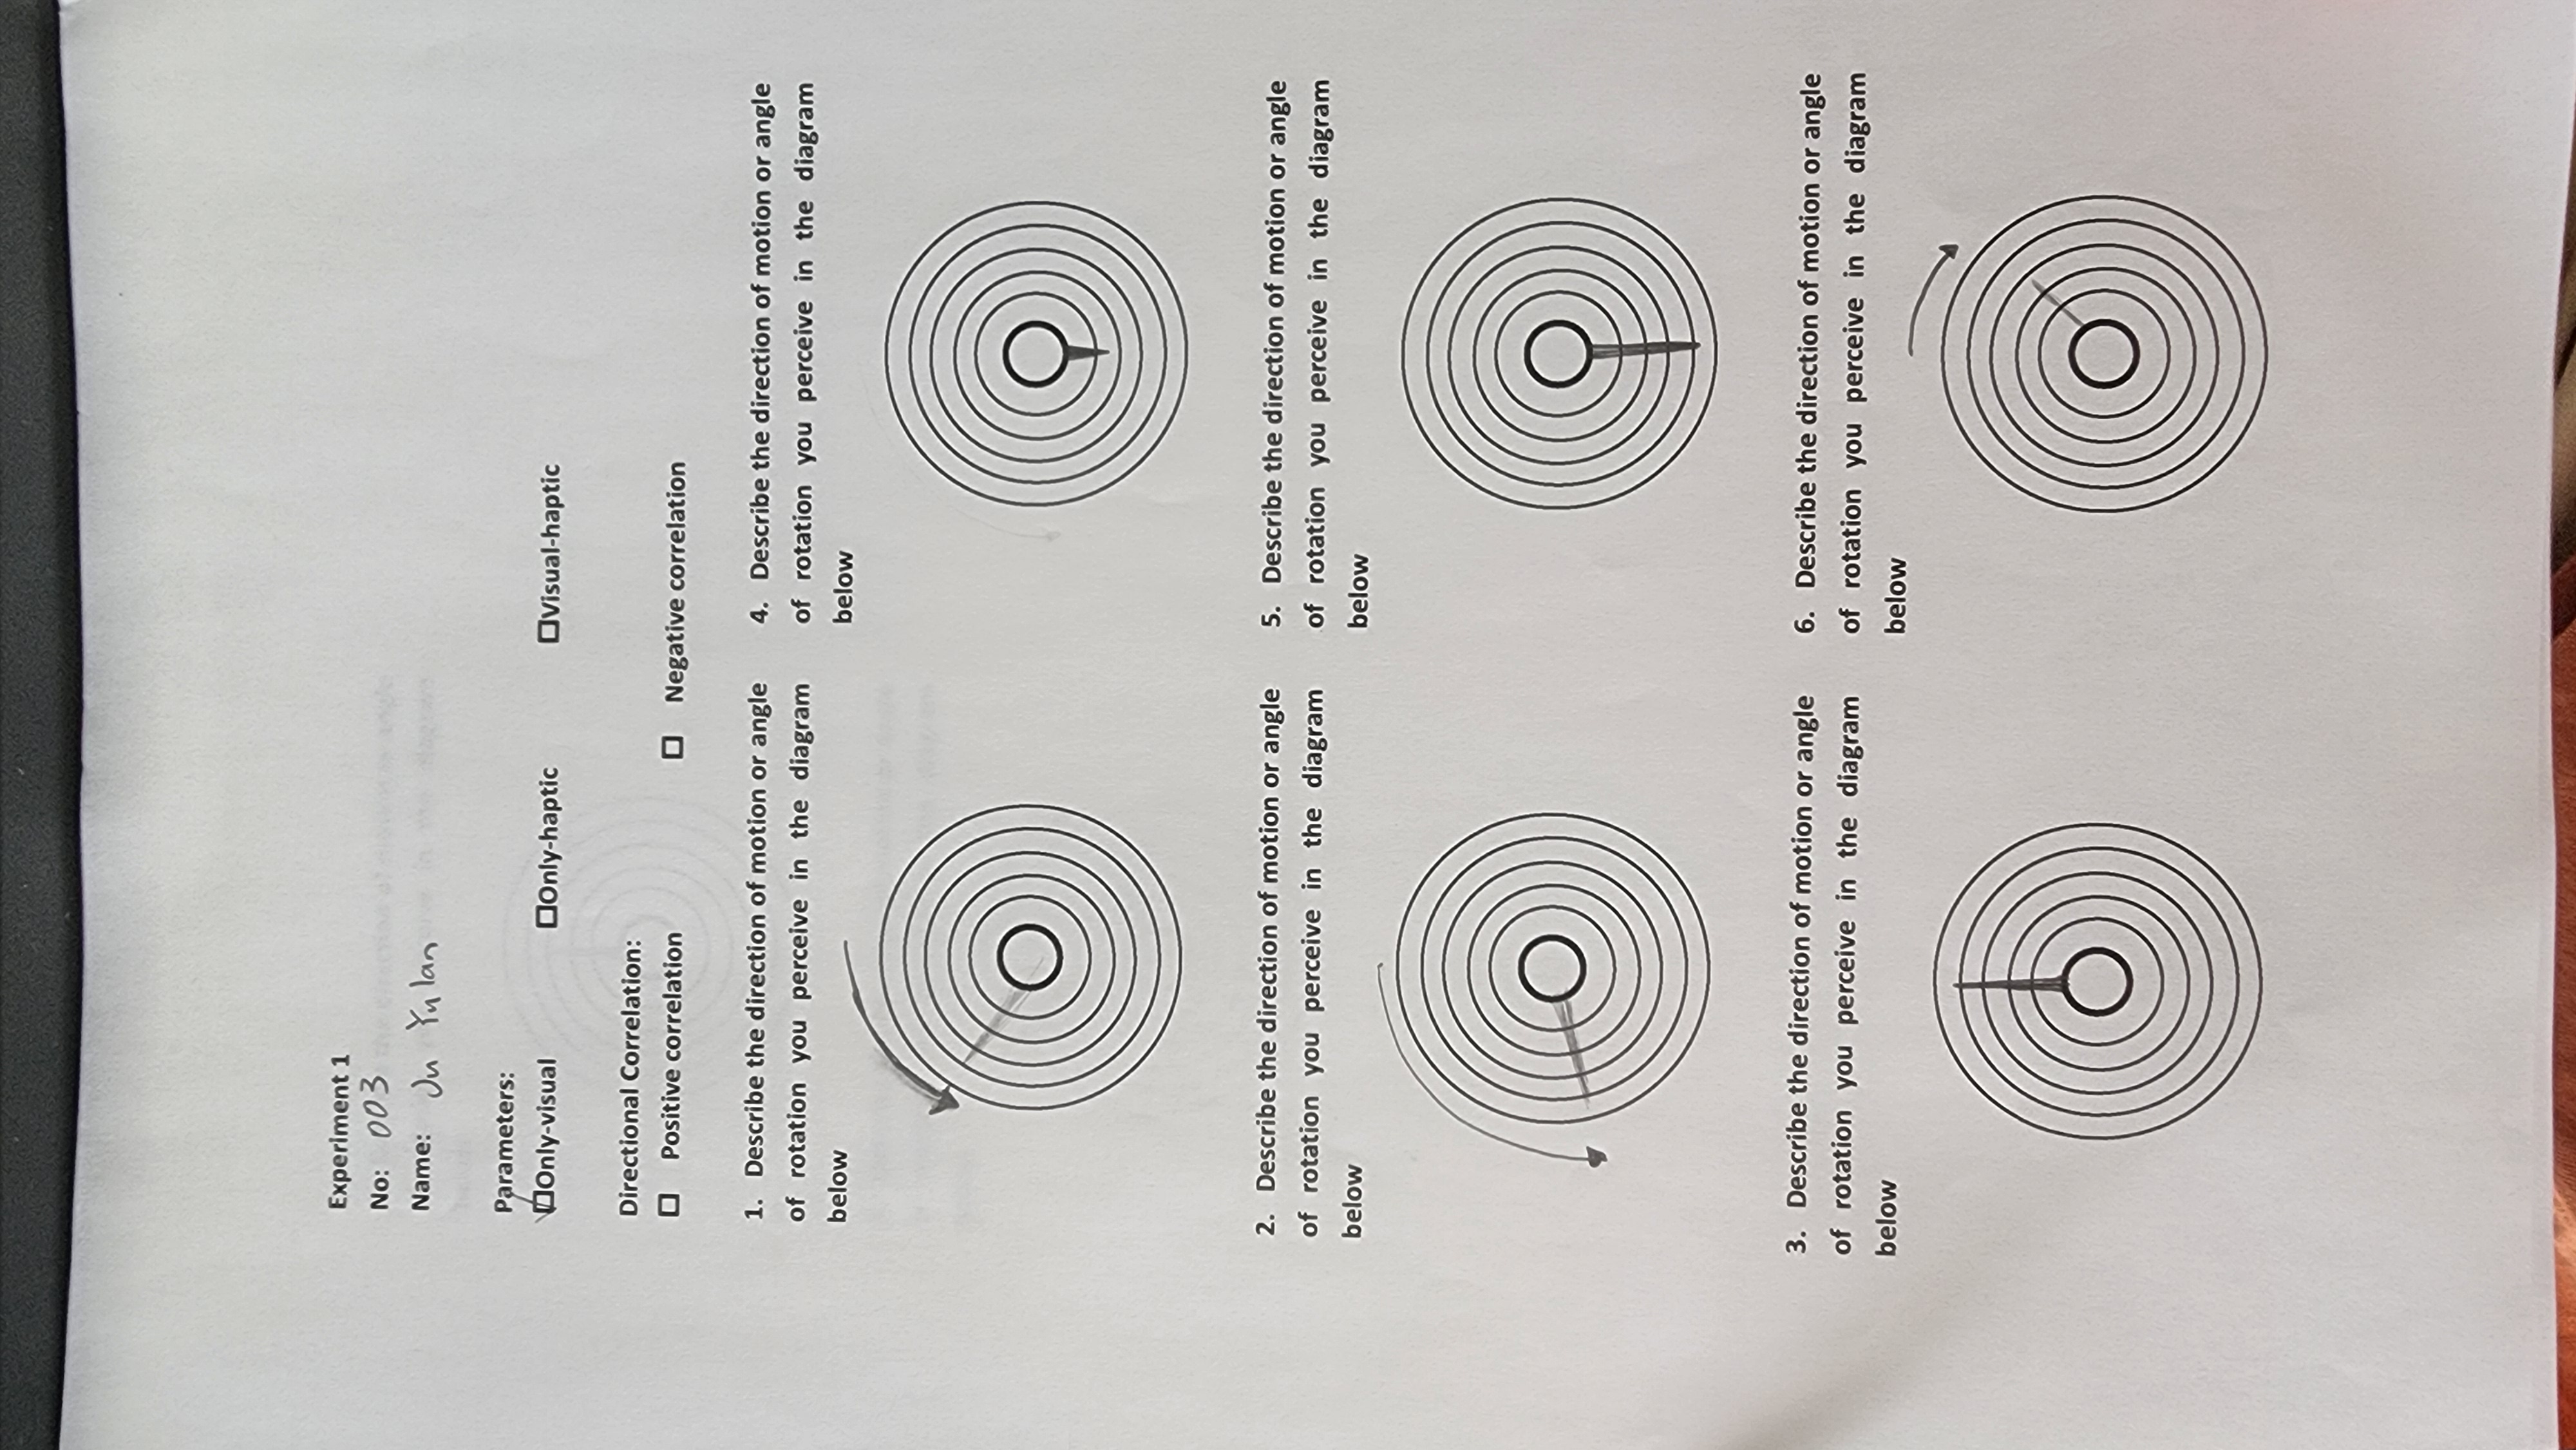 Experiment 1
No: 003
Name: Ju Yulan
Parameters:
Only-visual Only-haptic Visual-haptic
Directional Correlation:
Positive correlation Negative correlation
1. Describe the direction of motion or angle
of rotation you perceive in the diagram
below
2. Describe the direction of motion or angle
of rotation you perceive in the diagram
below
3. Describe the direction of motion or angle
of rotation you perceive in the diagram
below
4. Describe the direction of motion or angle
of rotation you perceive in the diagram
below
5. Describe the direction of motion or angle
of rotation you perceive in the diagram
below
6. Describe the direction of motion or angle
of rotation you perceive in the diagram
below